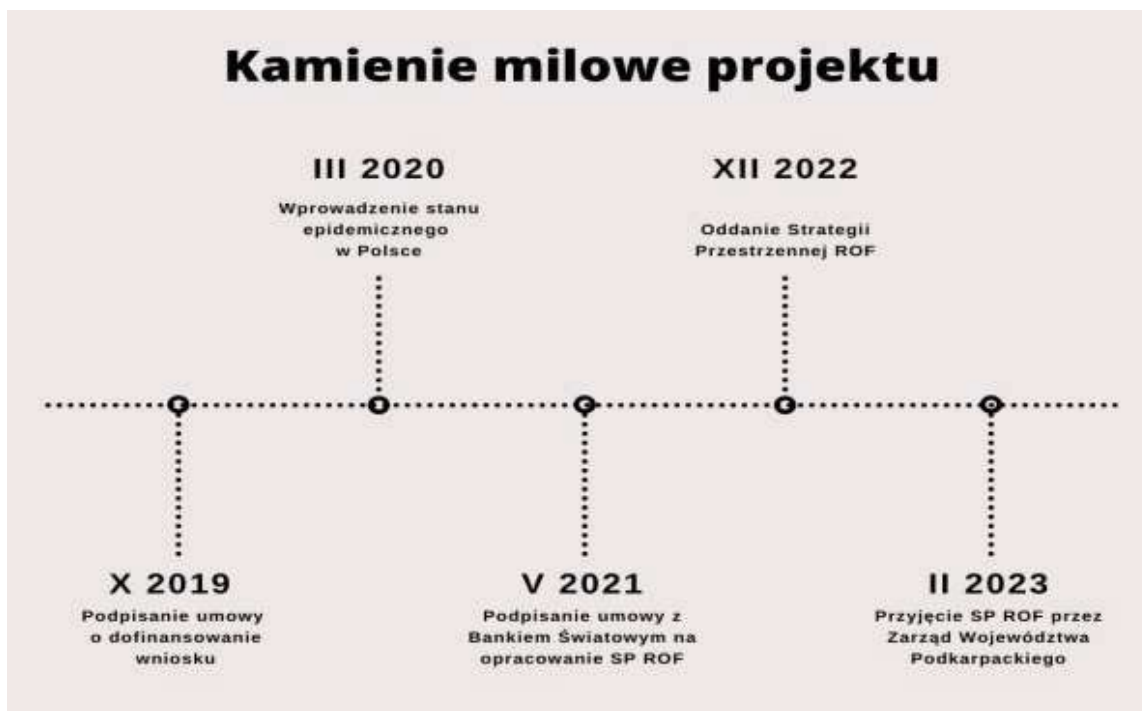 Kamienie milowe projektu
III 2020
Wprowadzenie stanu
epidemicznego
w Polsce
XII 2022
Oddanie Strategii
Przestrzennej ROF
X 2019
Podpisanie umowy
o dofinansowanie
wniosku
V 2021
Podpisanie umowy z
Bankiem Światowym na
opracowanie SP ROF
II 2023
Przyjęcie SP ROF przez
Zarząd Województwa
Podkarpackiego